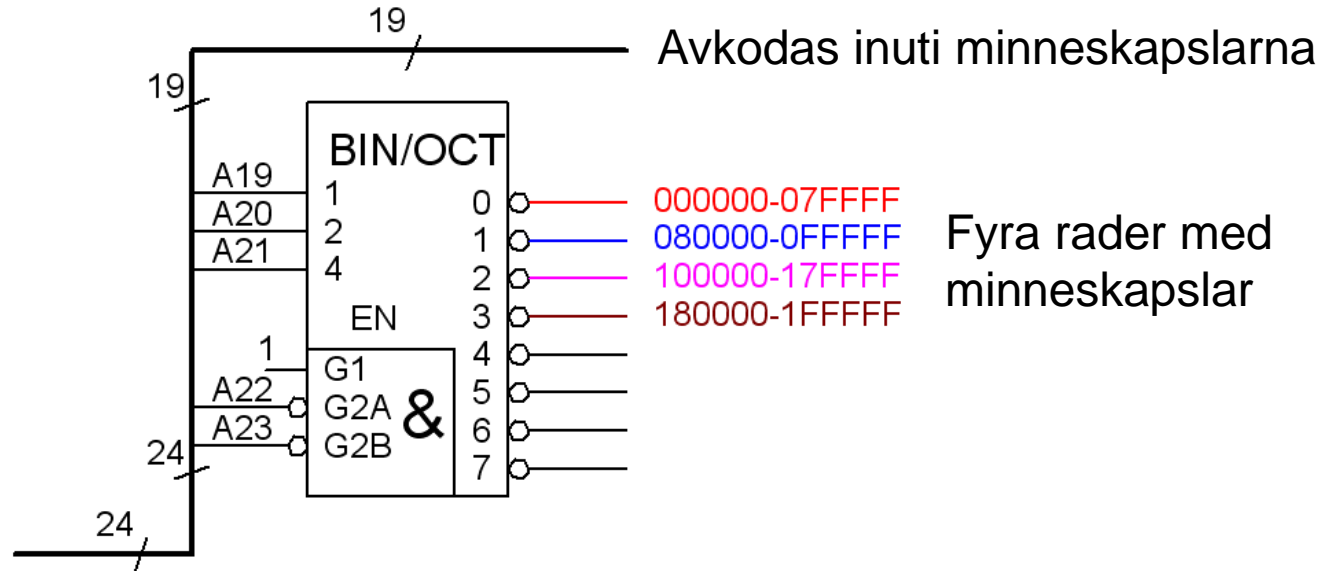 19
Avkodas inuti minneskapslarna
19
BIN/OCT
A19 1 0 000000-07FFFF
A20 2 1 080000-0FFFFF
A21 4 2 100000-17FFFF
EN 3 180000-1FFFFF
Fyra rader med
minneskapslar
1 G1 4
A22 G2A & 5
A23 G2B 6
24 7
24